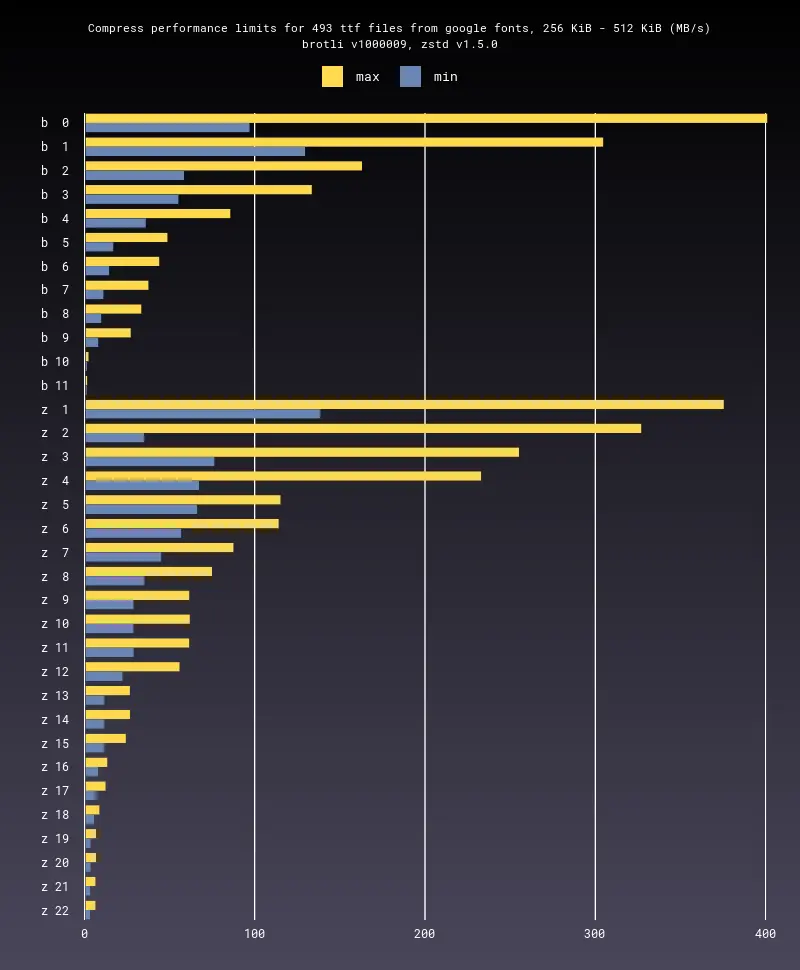 Compress performance limits for 493 ttf files from google fonts, 256 KiB - 512 KiB (MB/s)
brotli v1000009, zstd v1.5.0
max min
b 0
b 1
b 2
b 3
b 4
b 5
b 6
b 7
b 8
b 9
b 10
b 11
z 1
z 2
z 3
z 4
z 5
z 6
z 7
z 8
z 9
z 10
z 11
z 12
z 13
z 14
z 15
z 16
z 17
z 18
z 19
z 20
z 21
z 22
0 100 200 300 400